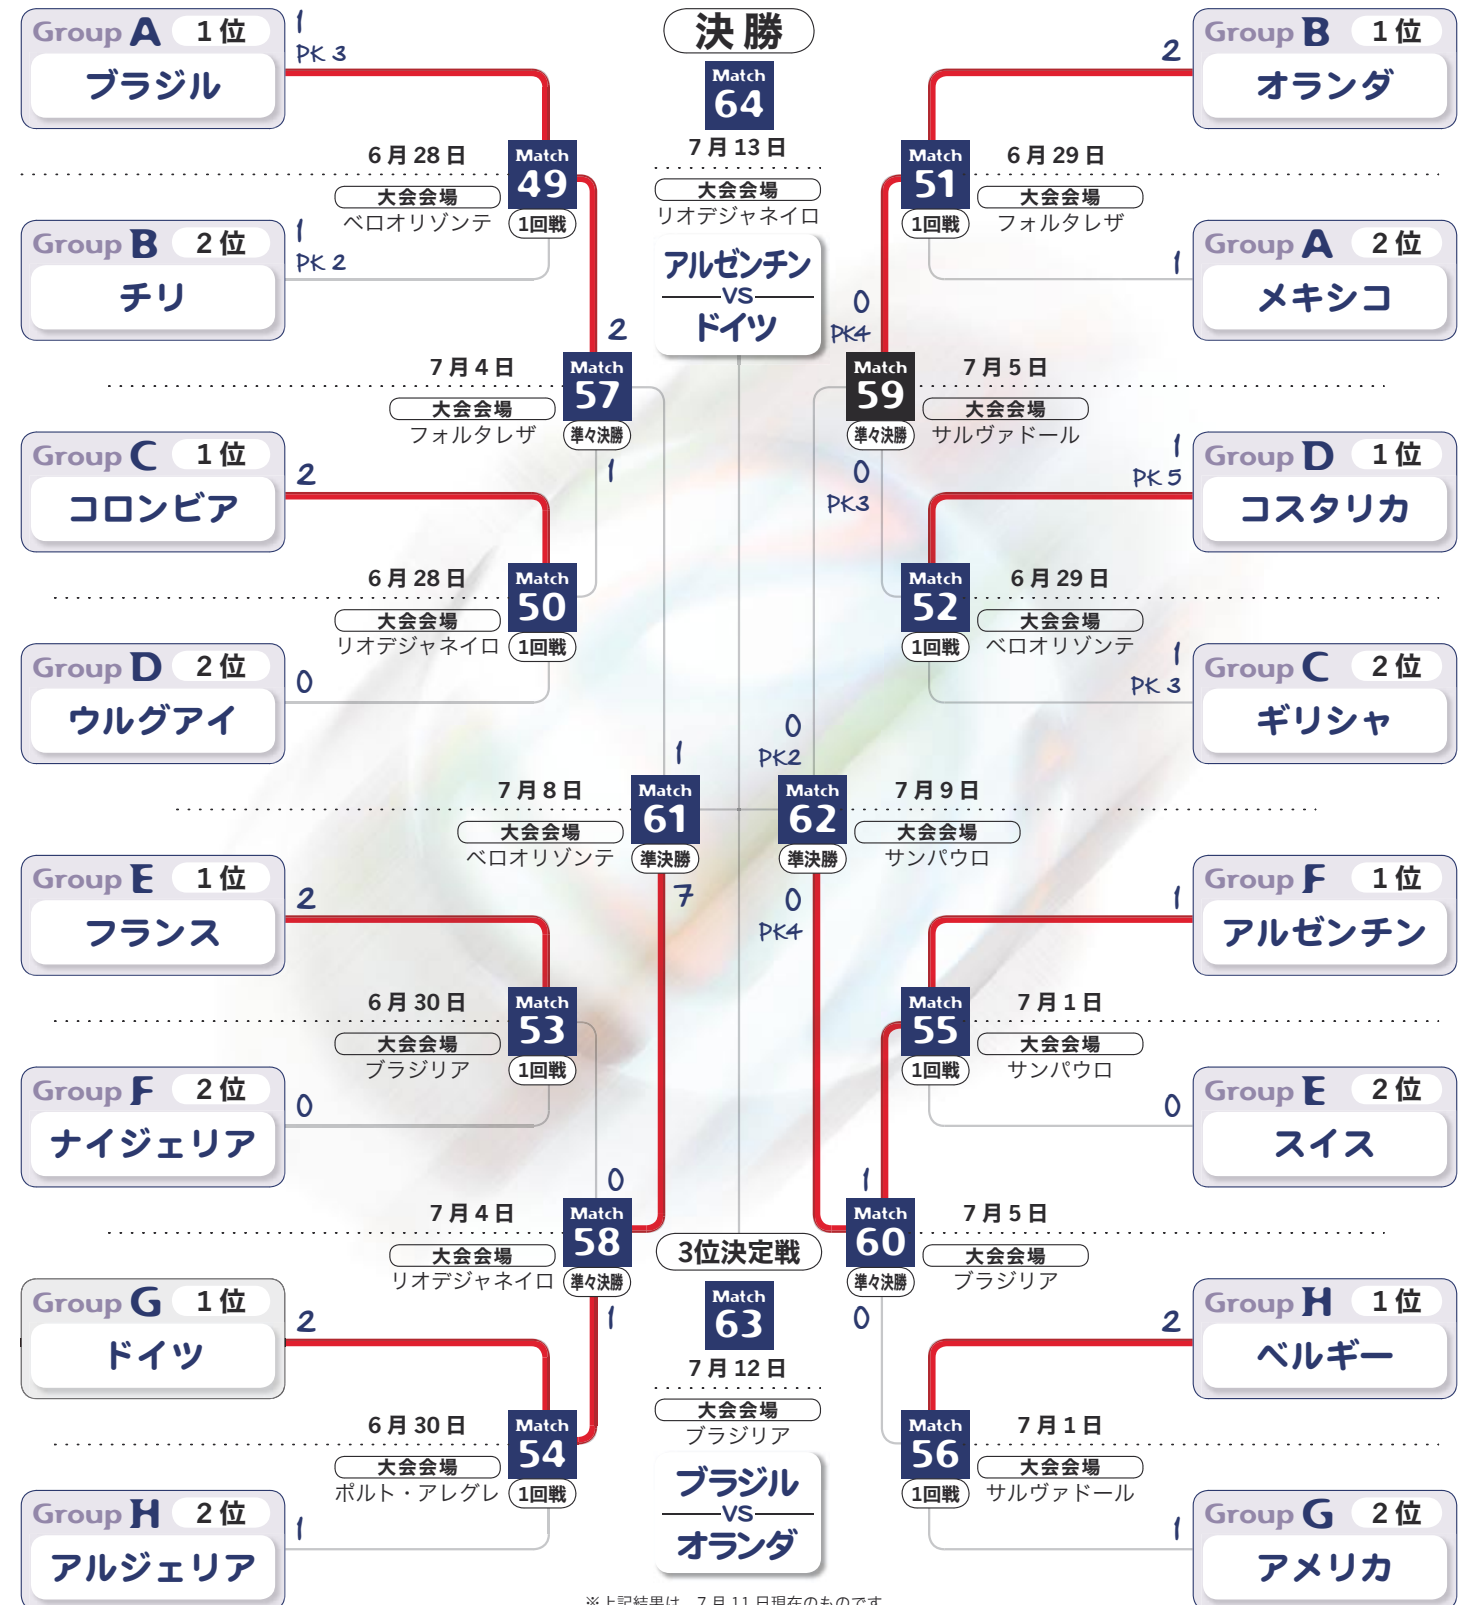 Group A 1位
ブラジル
1
PK 3
6月28日
Match
49
大会会場
ベロオリゾンテ
1回戦
Group B 2位
チリ
1
PK 2
2
7月4日
Match
57
大会会場
フォルタレザ
準々決勝
1
Group C 1位
コロンビア
2
6月28日
Match
50
大会会場
リオデジャネイロ
1回戦
Group D 2位
ウルグアイ
0
1
7月8日
Match
61
大会会場
ベロオリゾンテ
準決勝
7
Group E 1位
フランス
2
6月30日
Match
53
大会会場
ブラジリア
1回戦
Group F 2位
ナイジェリア
0
0
7月4日
Match
58
大会会場
リオデジャネイロ
準々決勝
1
Group G 1位
ドイツ
2
6月30日
Match
54
大会会場
ポルト・アレグレ
1回戦
Group H 2位
アルジェリア
1
決勝
Match
64
7月13日
大会会場
リオデジャネイロ
アルゼンチン
VS
ドイツ
3位決定戦
Match
63
7月12日
大会会場
ブラジリア
ブラジル
VS
オランダ
Group B 1位
オランダ
2
Match
51
6月29日
大会会場
フォルタレザ
1回戦
Group A 2位
メキシコ
1
0
PK4
Match
59
7月5日
大会会場
サルヴァドール
準々決勝
0
PK3
Group D 1位
コスタリカ
1
PK 5
Match
52
6月29日
大会会場
ベロオリゾンテ
1回戦
Group C 2位
ギリシャ
1
PK 3
0
PK2
Match
62
7月9日
大会会場
サンパウロ
準決勝
0
PK4
Group F 1位
アルゼンチン
1
Match
55
7月1日
大会会場
サンパウロ
1回戦
Group E 2位
スイス
0
1
Match
60
7月5日
大会会場
ブラジリア
準々決勝
0
Group H 1位
ベルギー
2
Match
56
7月1日
大会会場
サルヴァドール
1回戦
Group G 2位
アメリカ
1
※上記結果は、7月11日現在のものです